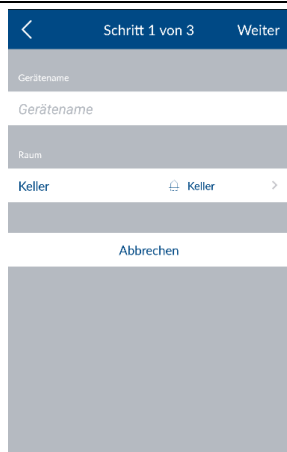 Schritt 1 von 3 Weiter
Gerätename
Gerätename
Raum
Keller Keller
Abbrechen